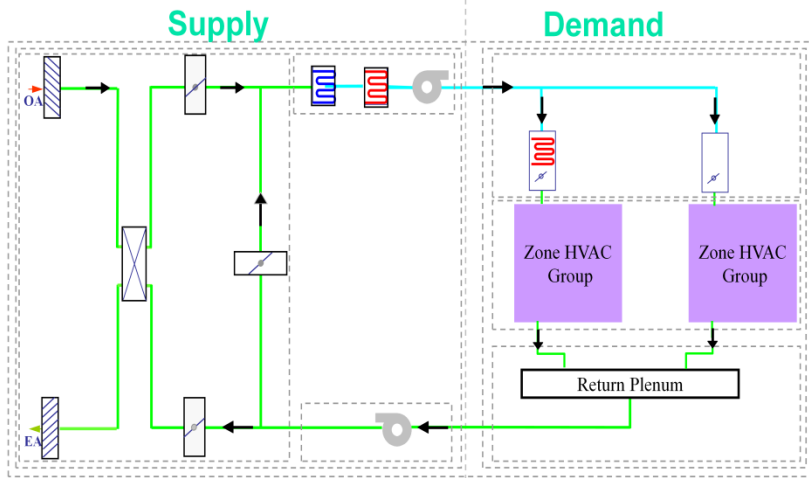 Supply
Demand
OA
Zone HVAC
Group
Zone HVAC
Group
Return Plenum
EA